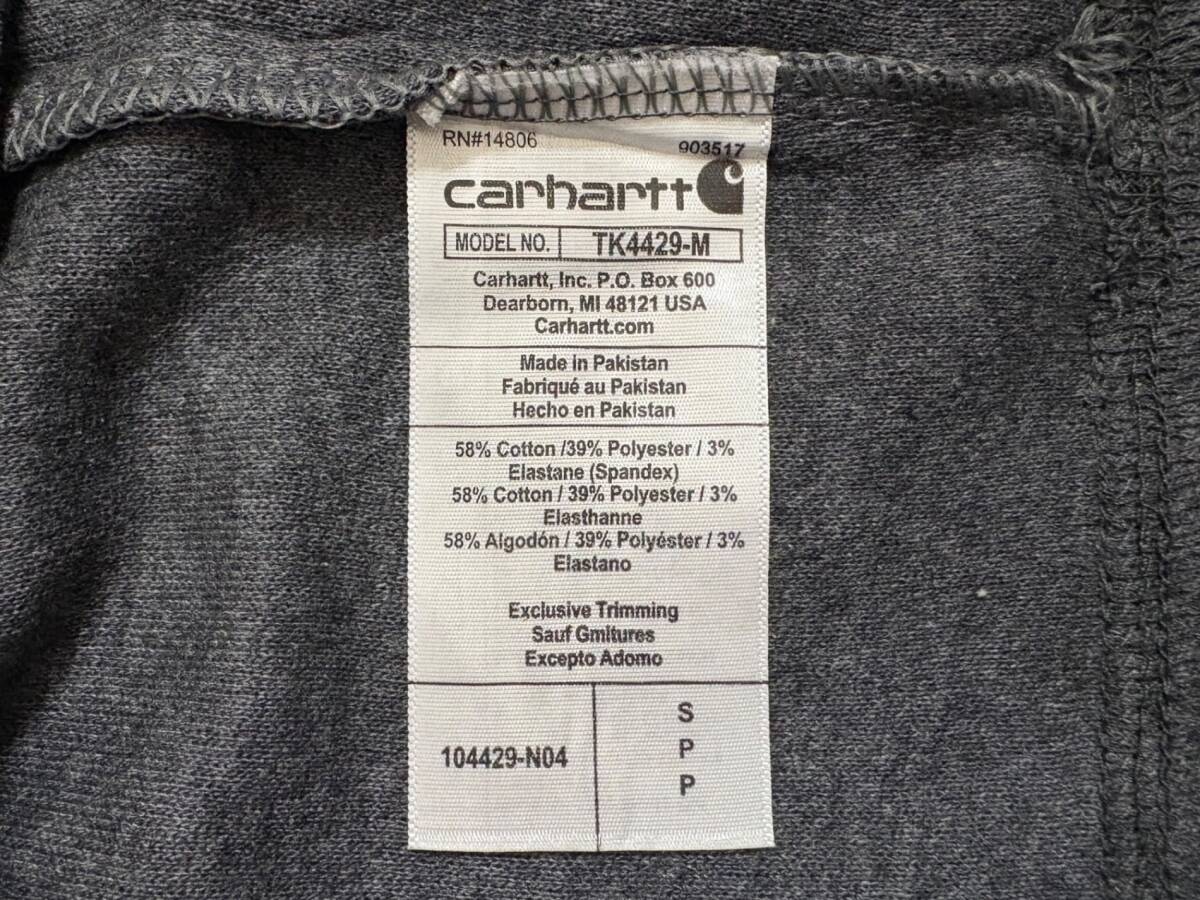 RN#14806
903517
carhartt
MODEL NO. TK4429-M
Carhartt, Inc. P.O. Box 600
Dearborn, MI 48121 USA
Carhartt.com
Made in Pakistan
Fabriqué au Pakistan
Hecho en Pakistan
58% Cotton /39% Polyester / 3%
Elastane (Spandex)
58% Cotton / 39% Polyester / 3%
Elasthanne
58% Algodón / 39% Polyéster / 3%
Elastano
Exclusive Trimming
Sauf Gmitures
Excepto Adomo
104429-N04
S
P
P